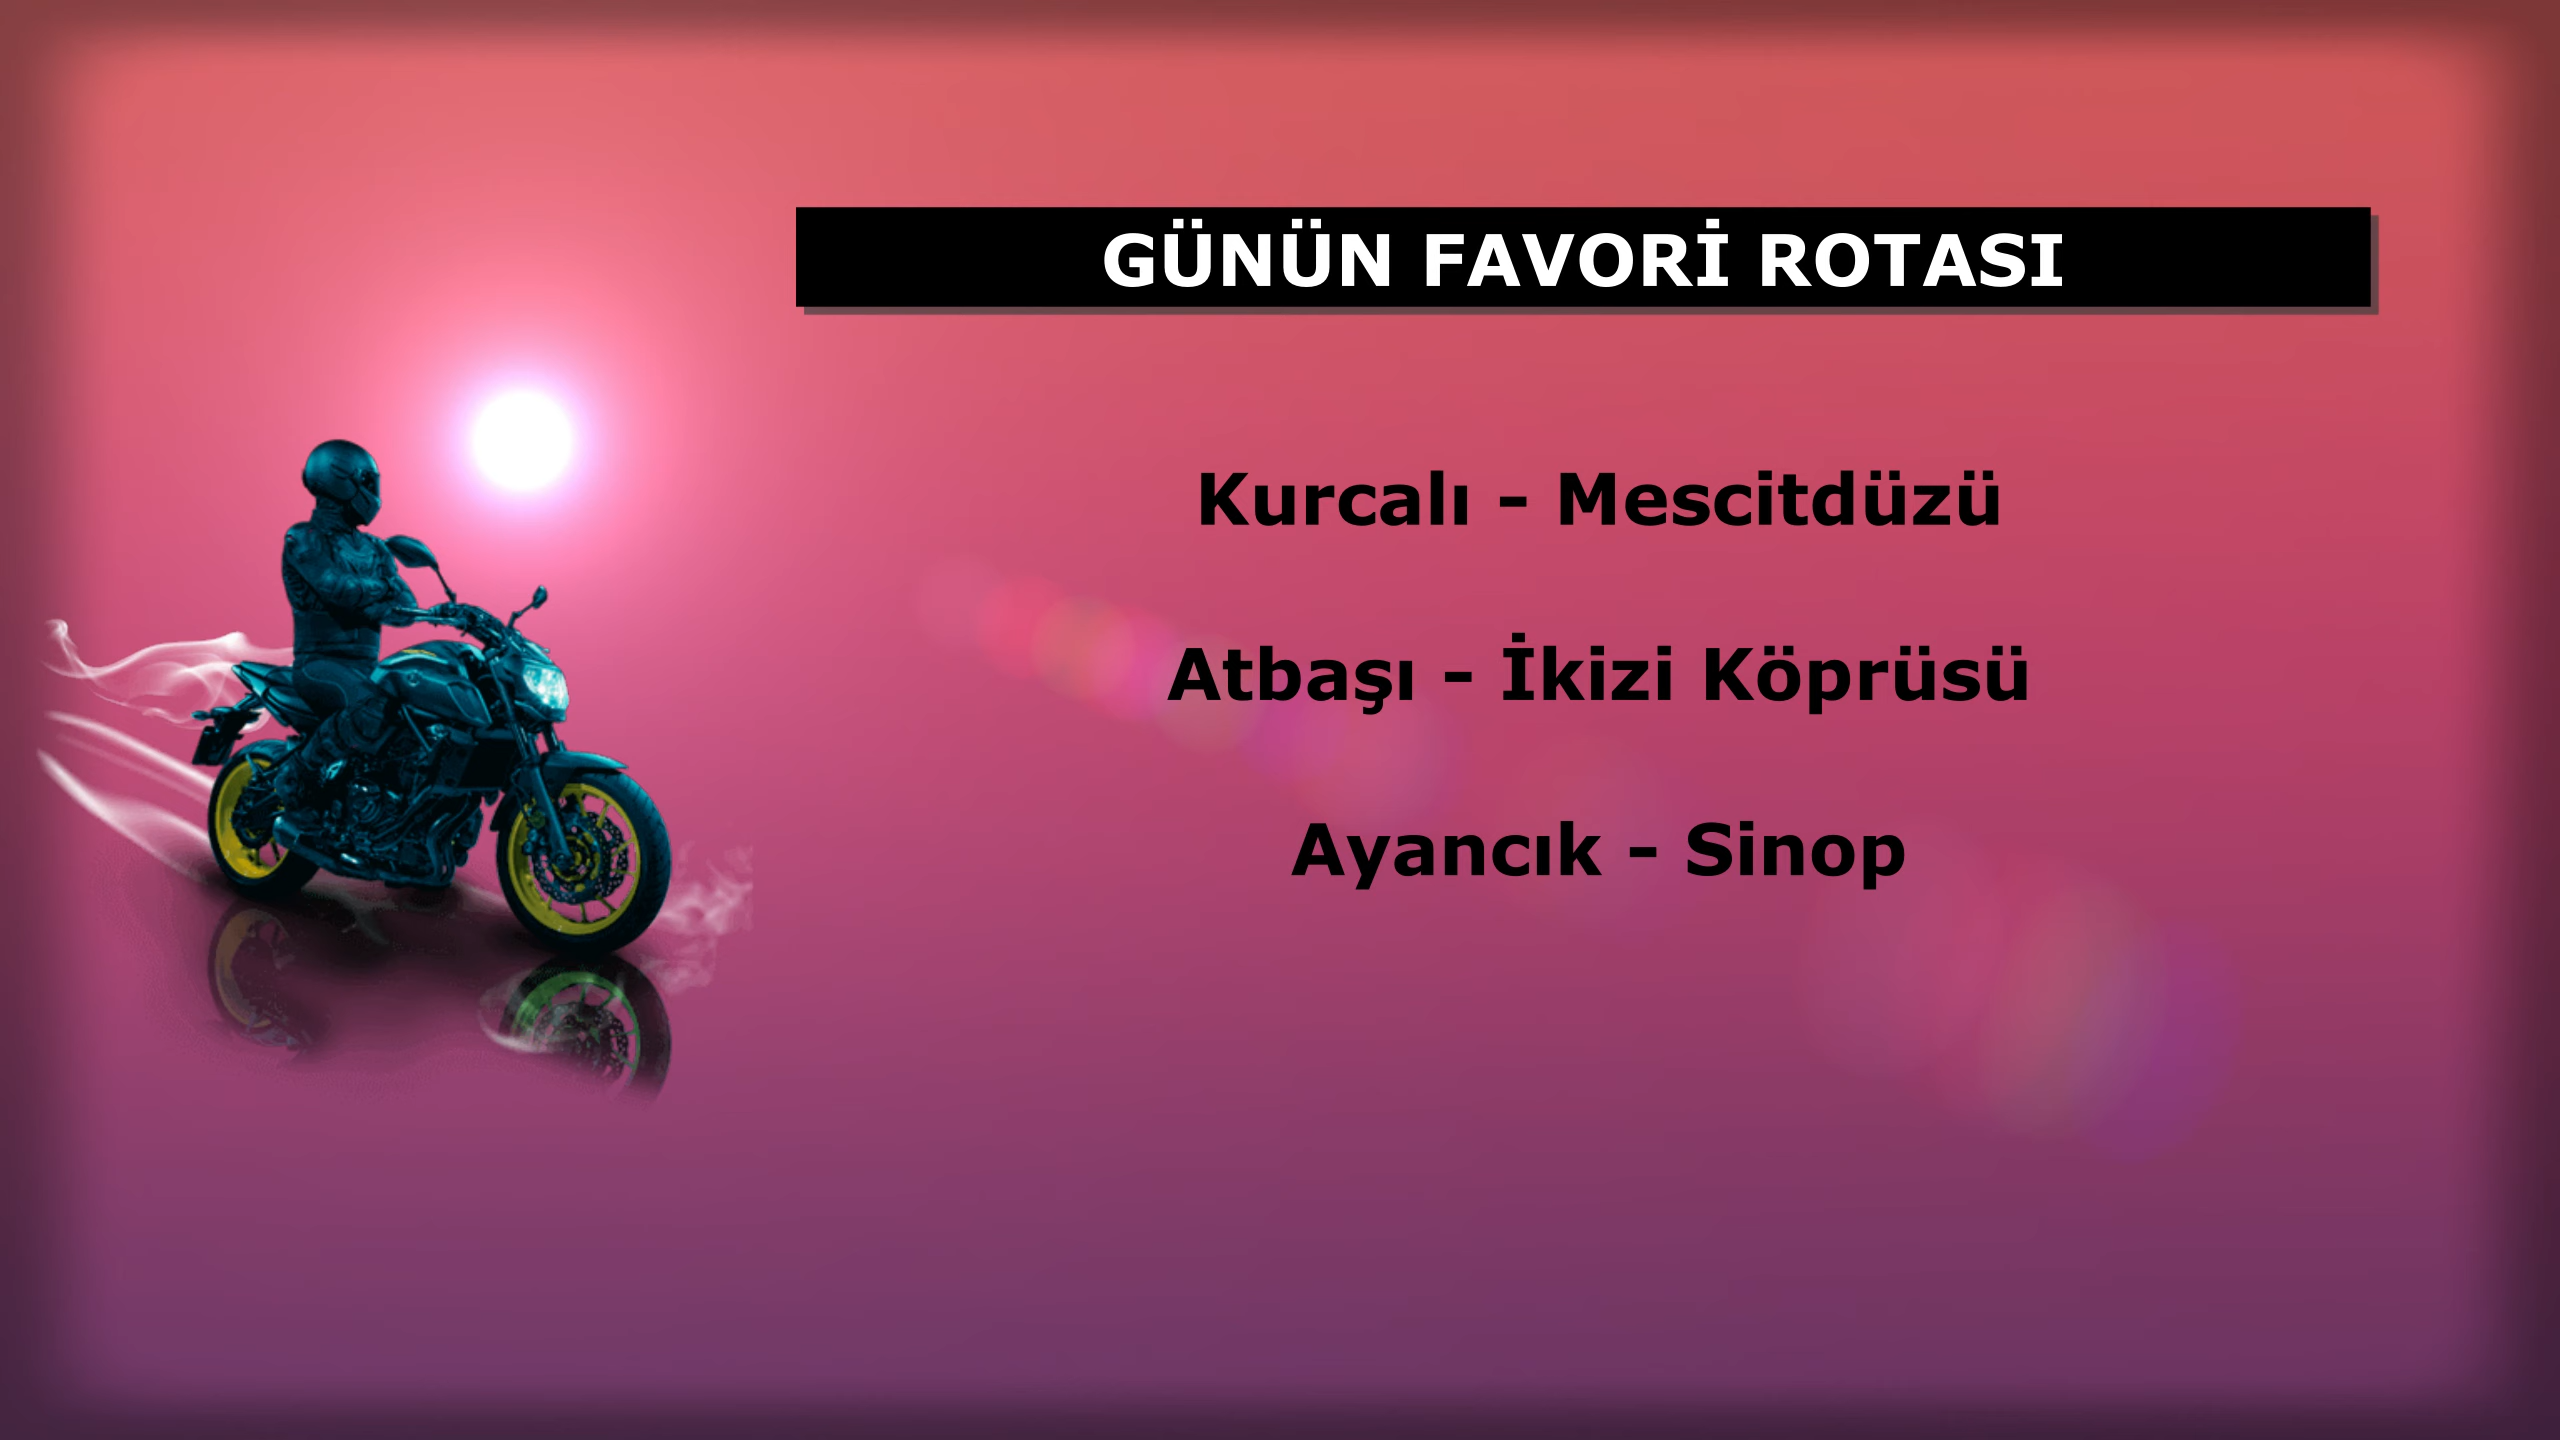 GÜNÜN FAVORİ ROTASI
Kurcalı - Mescitdüzü
Atbaşı - İkizi Köprüsü
Ayancık - Sinop